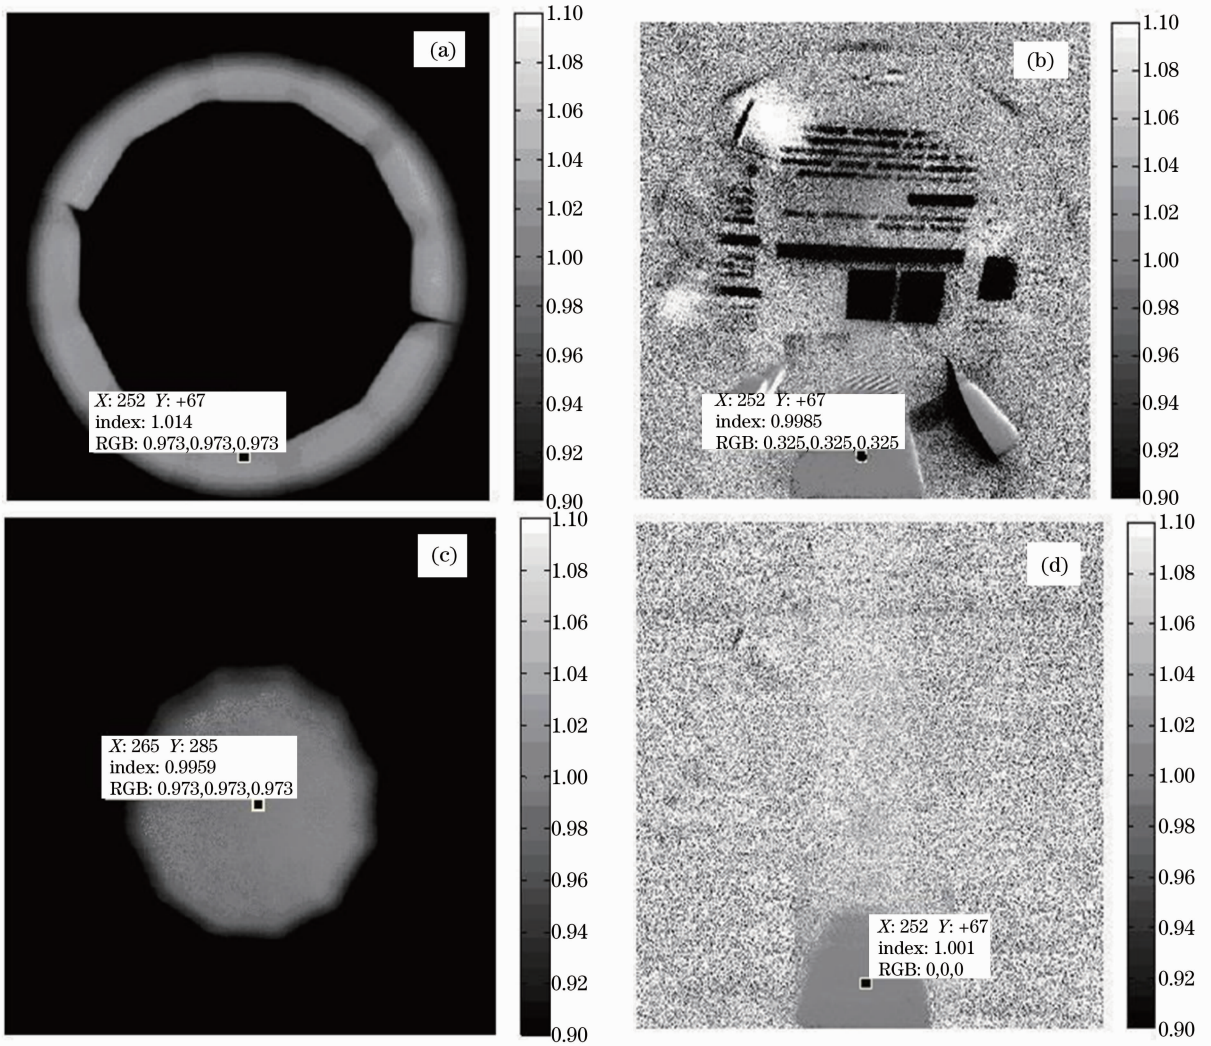 (a)
1.10
1.08
1.06
1.04
1.02
1.00
0.98
0.96
0.94
0.92
0.90
X: 252 Y: +67
index: 1.014
RGB: 0.973,0.973,0.973
(b)
1.10
1.08
1.06
1.04
1.02
1.00
0.98
0.96
0.94
0.92
0.90
X: 252 Y: +67
index: 0.9985
RGB: 0.325,0.325,0.325
(c)
1.10
1.08
1.06
1.04
1.02
1.00
0.98
0.96
0.94
0.92
0.90
X: 265 Y: 285
index: 0.9959
RGB: 0.973,0.973,0.973
(d)
1.10
1.08
1.06
1.04
1.02
1.00
0.98
0.96
0.94
0.92
0.90
X: 252 Y: +67
index: 1.001
RGB: 0,0,0